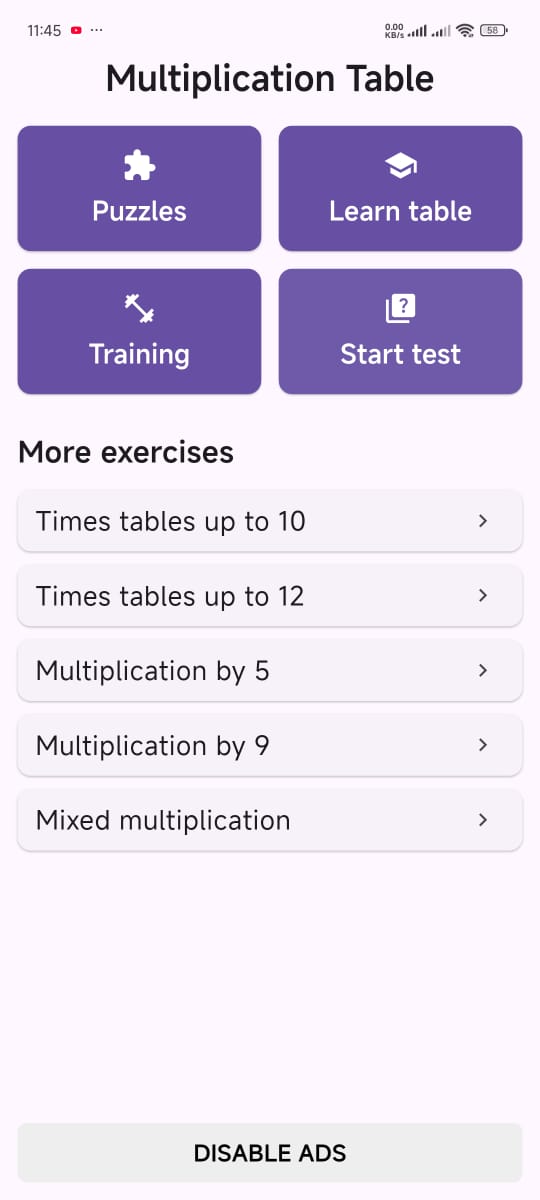 11:45 ... 0.00 KB/s 58
Multiplication Table
Puzzles
Learn table
Training
Start test
More exercises
Times tables up to 10
Times tables up to 12
Multiplication by 5
Multiplication by 9
Mixed multiplication
DISABLE ADS